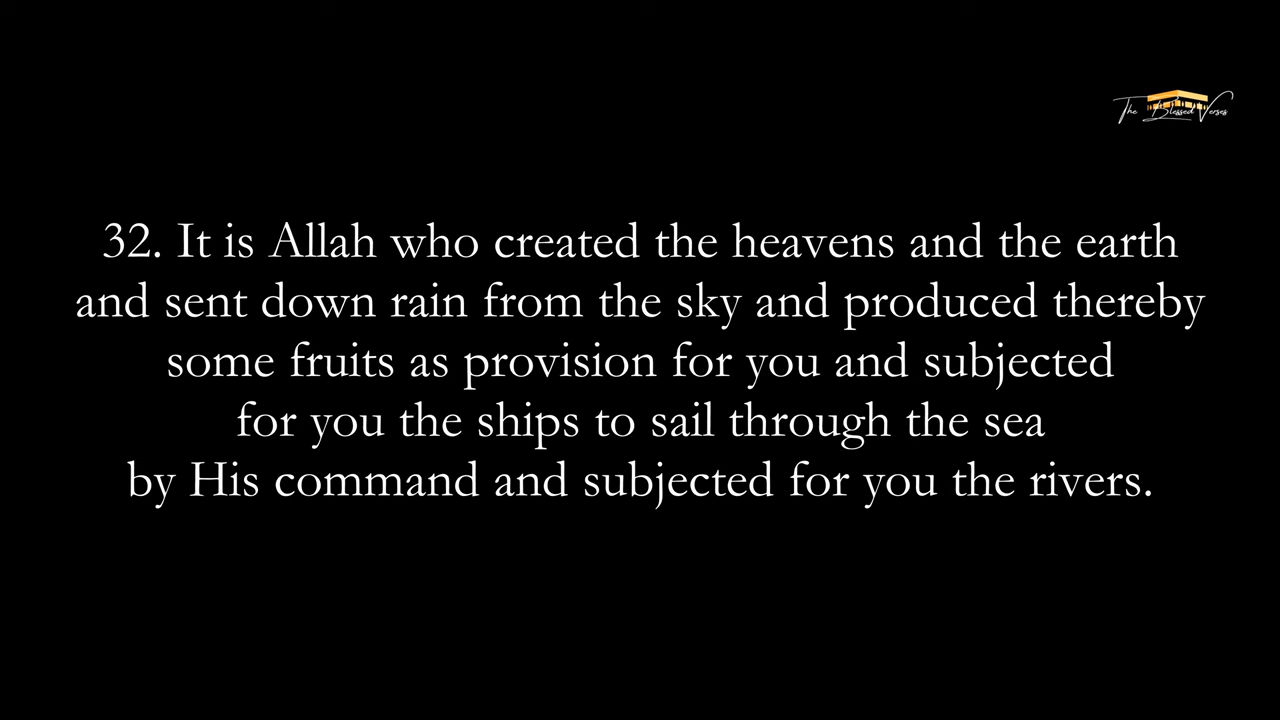 The Blessed Verses
32. It is Allah who created the heavens and the earth
and sent down rain from the sky and produced thereby
some fruits as provision for you and subjected
for you the ships to sail through the sea
by His command and subjected for you the rivers.